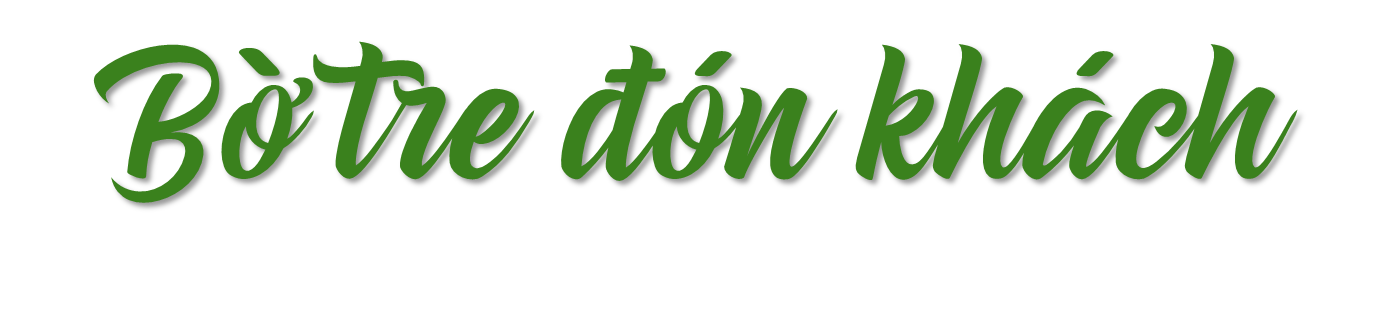 Bờ tre đón khách